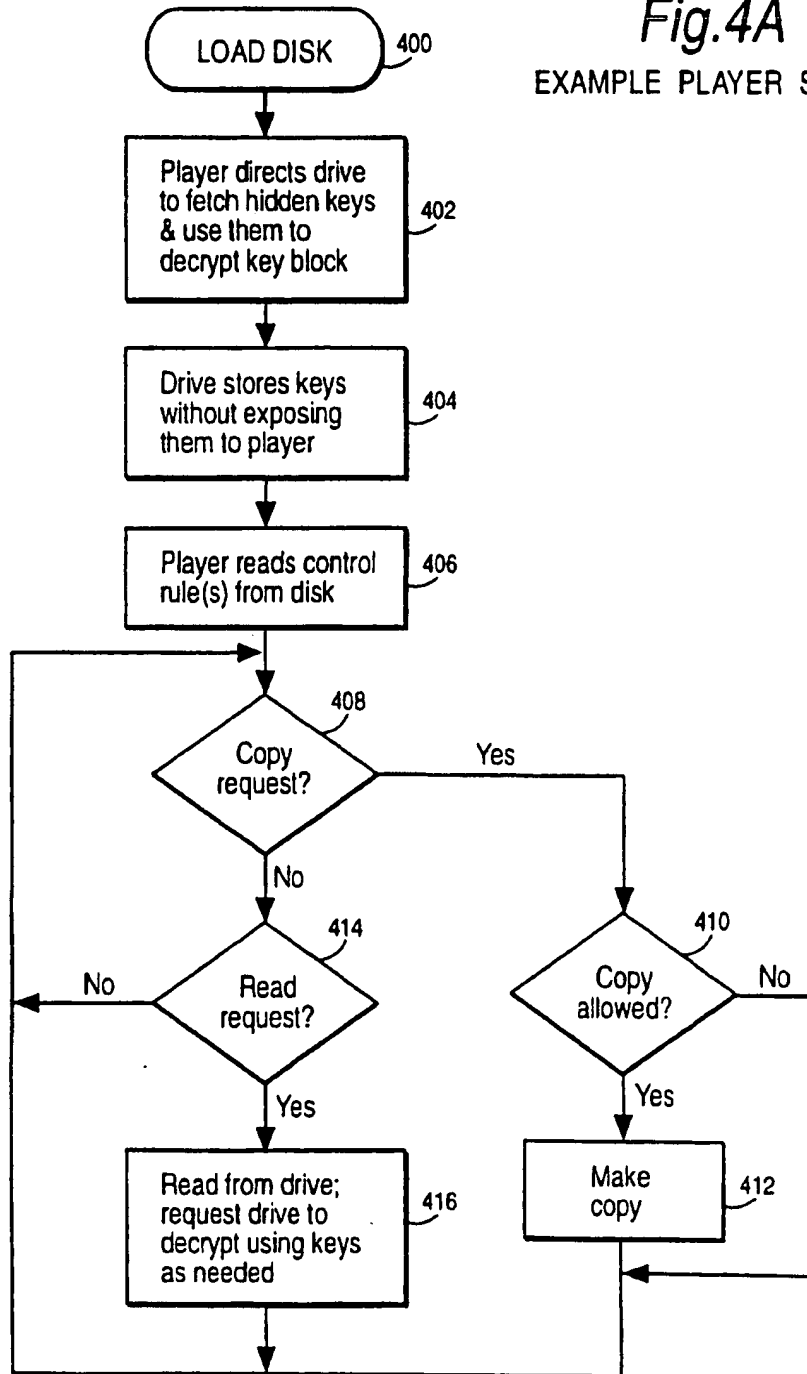 Fig.4A
EXAMPLE PLAYER
LOAD DISK
400
Player directs drive
to fetch hidden keys
& use them to
decrypt key block
402
Drive stores keys
without exposing
them to player
404
Player reads control
rule(s) from disk
406
408
Copy
request?
Yes
No
414
Read
request?
No
Yes
410
Copy
allowed?
No
Yes
Read from drive;
request drive to
decrypt using keys
as needed
416
Make
copy
412